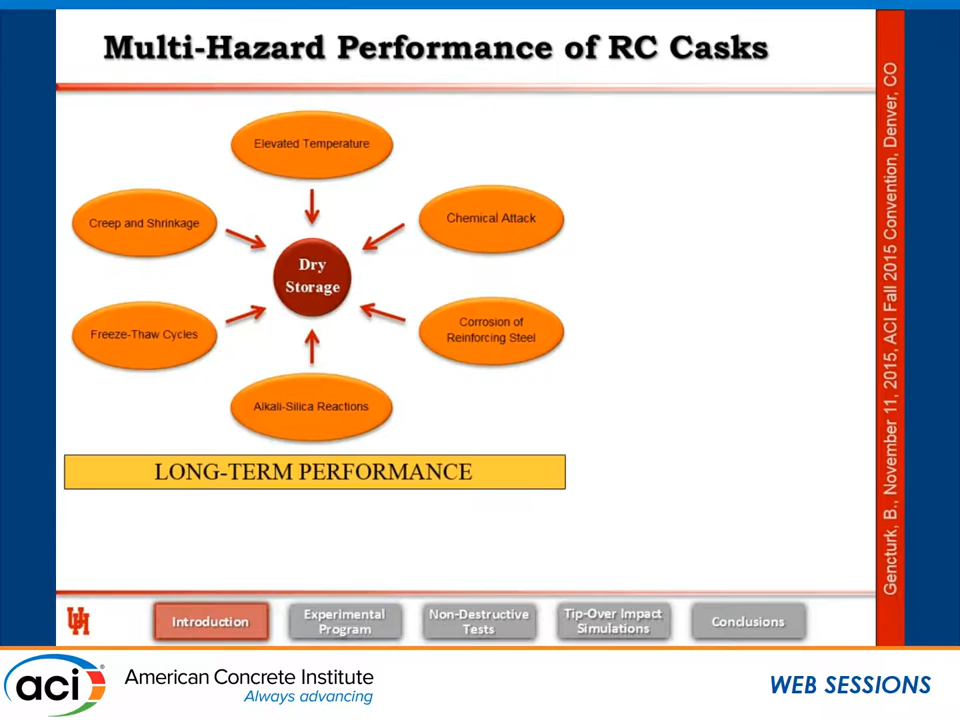 Multi-Hazard Performance of RC Casks
Elevated Temperature
Creep and Shrinkage
Chemical Attack
Dry
Storage
Freeze-Thaw Cycles
Corrosion of
Reinforcing Steel
Alkali-Silica Reactions
LONG-TERM PERFORMANCE
Gencturk, B., November 11, 2015, ACI Fall 2015 Convention, Denver, CO
UH
Introduction
Experimental
Program
Non-Destructive
Tests
Tip-Over Impact
Simulations
Conclusions
aci
®
American Concrete Institute
Always advancing
WEB SESSIONS